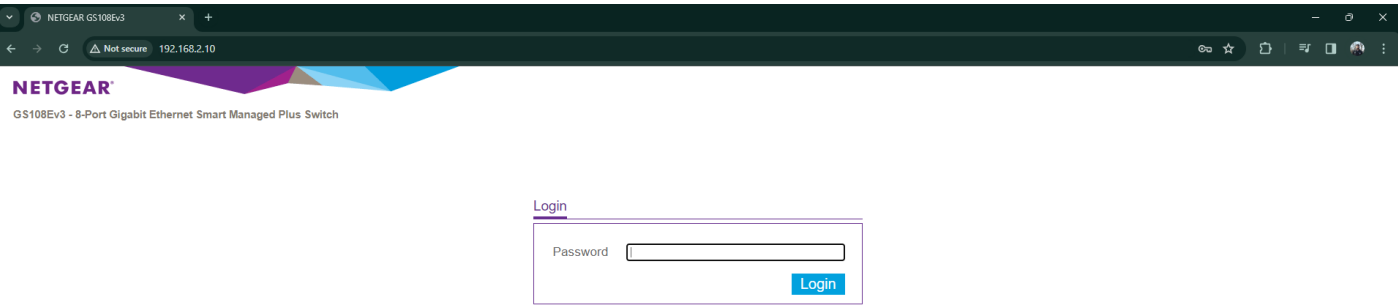 NETGEAR GS108Ev3
Not secure 192.168.2.10
NETGEAR®
GS108Ev3 - 8-Port Gigabit Ethernet Smart Managed Plus Switch
Login
Password
Login